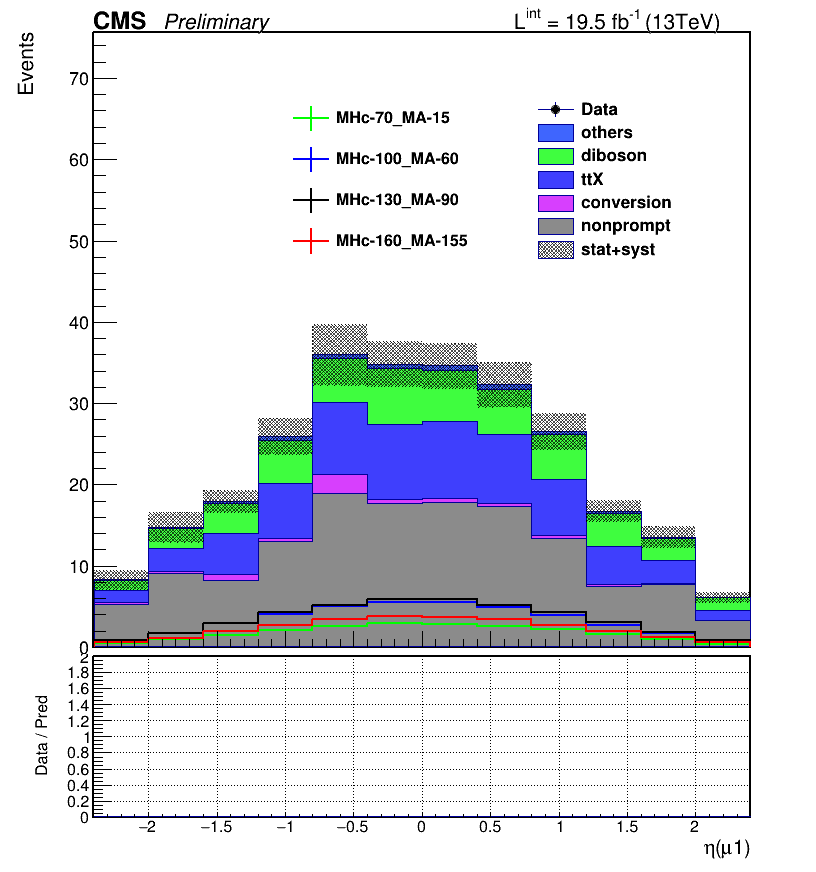 CMS Preliminary L^int = 19.5 fb^-1 (13TeV)
Events
70
60
50
40
30
20
10
0
MHc-70_MA-15
MHc-100_MA-60
MHc-130_MA-90
MHc-160_MA-155
Data
others
diboson
ttX
conversion
nonprompt
stat+syst
Data / Pred
2
1.8
1.6
1.4
1.2
1
0.8
0.6
0.4
0.2
0
−2 −1.5 −1 −0.5 0 0.5 1 1.5 2
η(μ1)